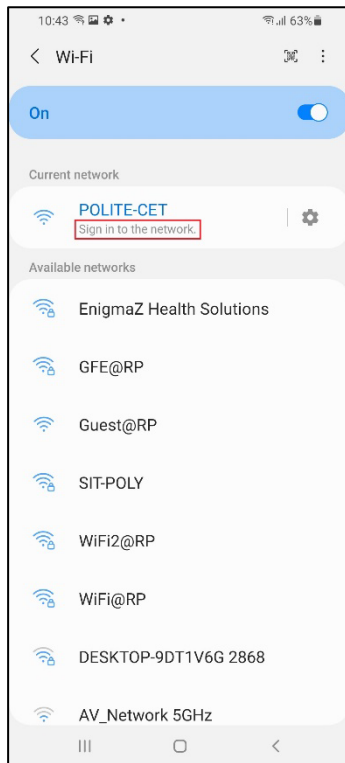 10:43 63%
Wi-Fi
On
Current network
POLITE-CET
Sign in to the network.
Available networks
EnigmaZ Health Solutions
GFE@RP
Guest@RP
SIT-POLY
WiFi2@RP
WiFi@RP
DESKTOP-9DT1V6G 2868
AV_Network 5GHz